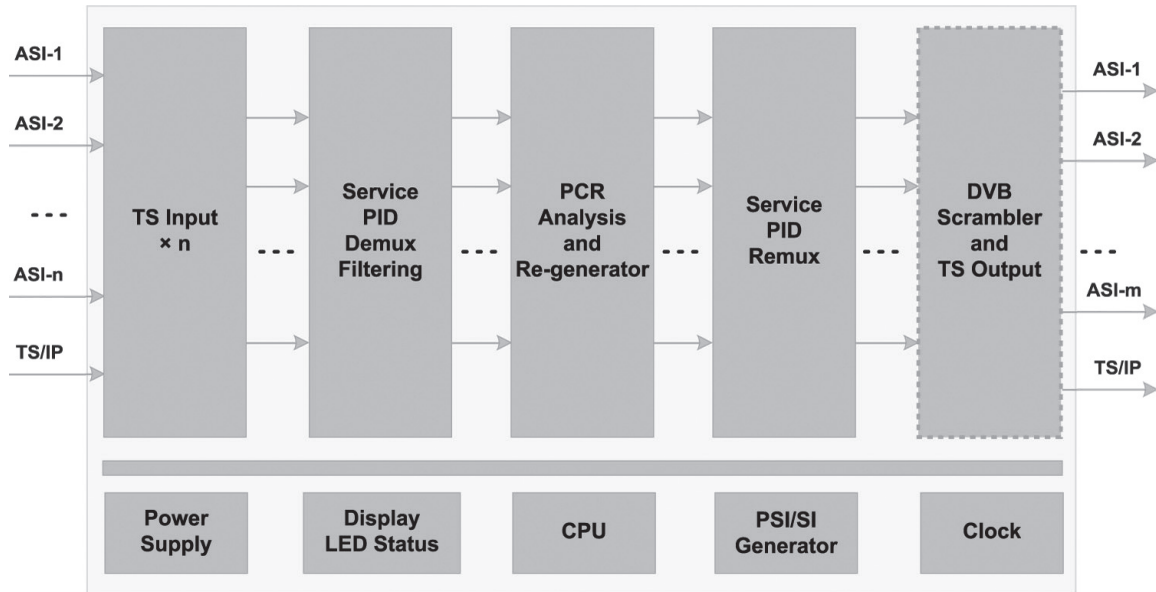 ASI-1
ASI-2
ASI-n
TS/IP
TS Input
× n
Service
PID
Demux
Filtering
PCR
Analysis
and
Re-generator
Service
PID
Remux
DVB
Scrambler
and
TS Output
ASI-1
ASI-2
ASI-m
TS/IP
Power
Supply
Display
LED Status
CPU
PSI/SI
Generator
Clock